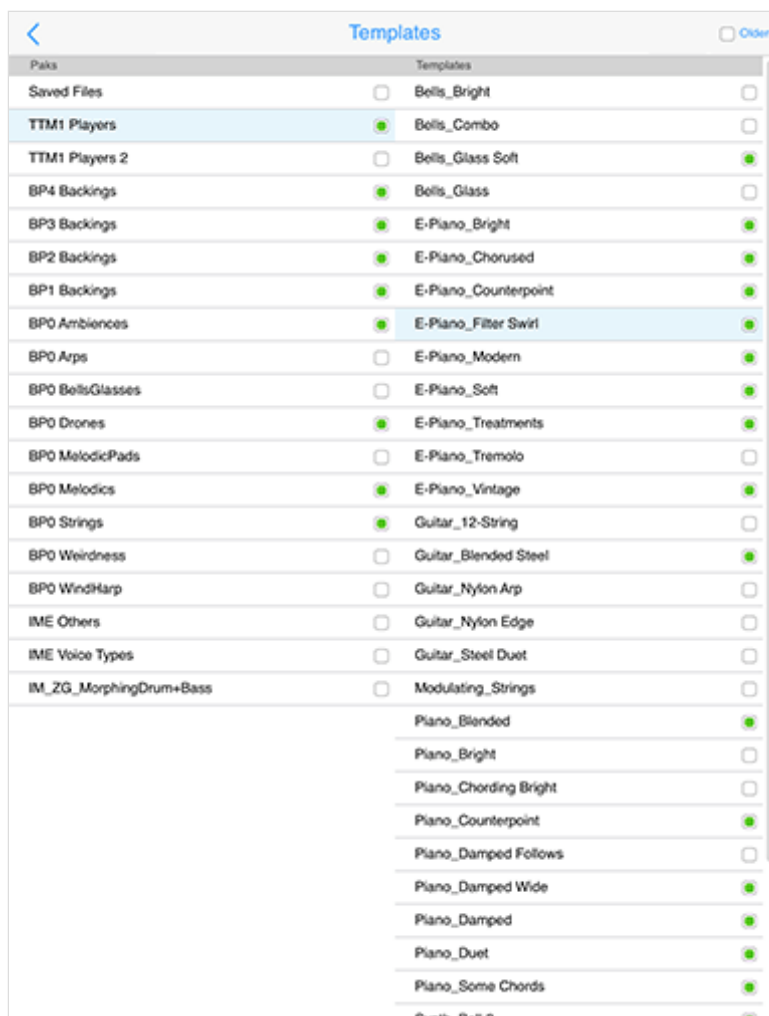 Templates
Older
Paks
Templates
Saved Files
Bells_Bright
TTM1 Players
Bells_Combo
TTM1 Players 2
Bells_Glass Soft
BP4 Backings
Bells_Glass
BP3 Backings
E-Piano_Bright
BP2 Backings
E-Piano_Chorused
BP1 Backings
E-Piano_Counterpoint
BP0 Ambiences
E-Piano_Filter Swirl
BP0 Arps
E-Piano_Modern
BP0 BellsGlasses
E-Piano_Soft
BP0 Drones
E-Piano_Treatments
BP0 MelodicPads
E-Piano_Tremolo
BP0 Melodics
E-Piano_Vintage
BP0 Strings
Guitar_12-String
BP0 Weirdness
Guitar_Blended Steel
BP0 WindHarp
Guitar_Nylon Arp
IME Others
Guitar_Nylon Edge
IME Voice Types
Guitar_Steel Duet
IM_ZG_MorphingDrum+Bass
Modulating_Strings
Piano_Blended
Piano_Bright
Piano_Chording Bright
Piano_Counterpoint
Piano_Damped Follows
Piano_Damped Wide
Piano_Damped
Piano_Duet
Piano_Some Chords